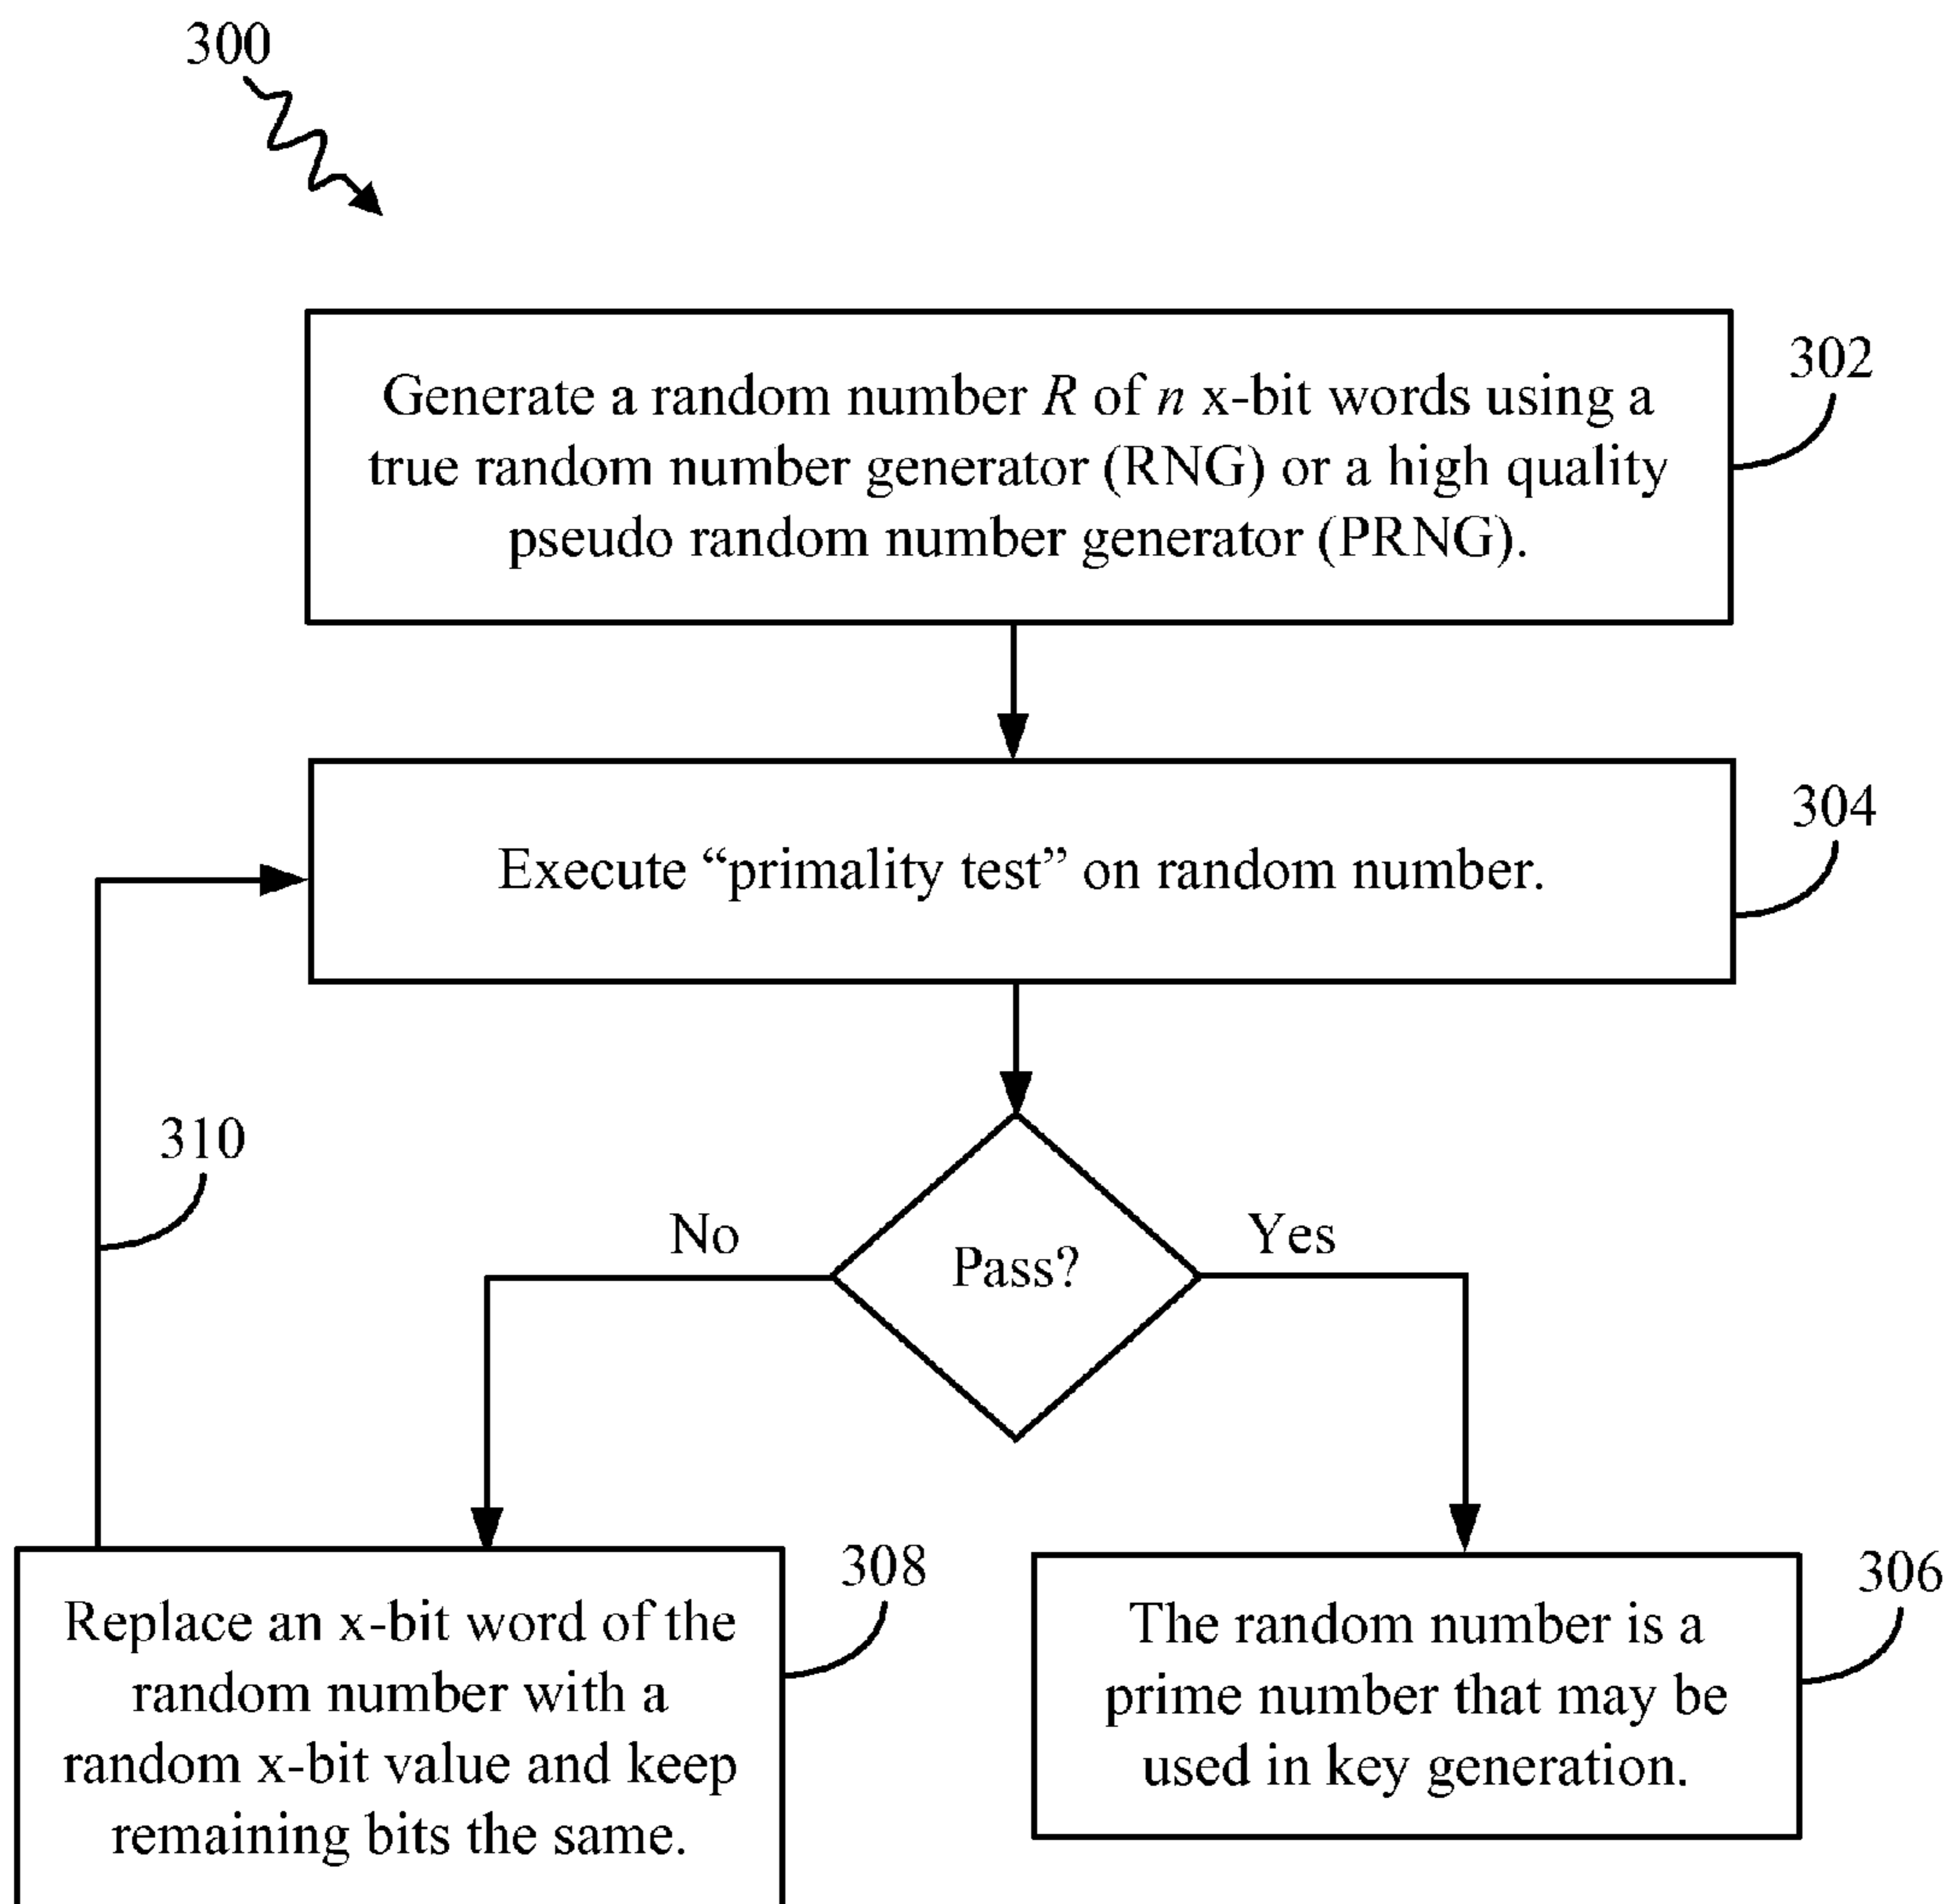 300
302
Generate a random number R of n x-bit words using a
true random number generator (RNG) or a high quality
pseudo random number generator (PRNG).
304
Execute “primality test” on random number.
310
No
Yes
Pass?
308
306
Replace an x-bit word of the
random number with a
random x-bit value and keep
remaining bits the same.
The random number is a
prime number that may be
used in key generation.